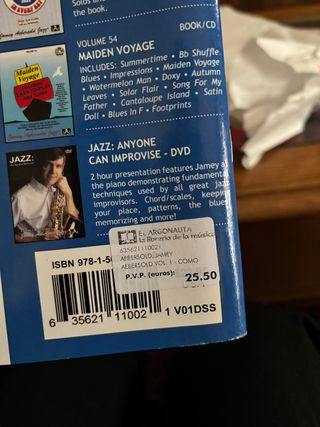 the book.
BOOK/CD
VOLUME 54
MAIDEN VOYAGE
INCLUDES: Summertime • Bb Shuffle
Blues • Impressions • Maiden Voyage
• Watermelon Man • Doxy • Autumn
Leaves • Solar Flair • Song For My
Father • Cantaloupe Island • Satin
Doll • Blues In F • Footprints
Maiden
Voyage
JAZZ: ANYONE
CAN IMPROVISE - DVD
2 hour presentation features Jamey at
the piano demonstrating fundamental
techniques used by all great jazz
improvisors. Chord/scales, keeping
your place, patterns, the blues,
memorizing and more!
JAZZ:
EL ARGONAUTA
la librería de la música
635621110021
AEBERSOLD, JAMEY
AEBERSOLD VOL. 1 - COMO
P.V.P. (euros): 25.50
ISBN 978-1-56
6 35621 11002 1 V01DSS